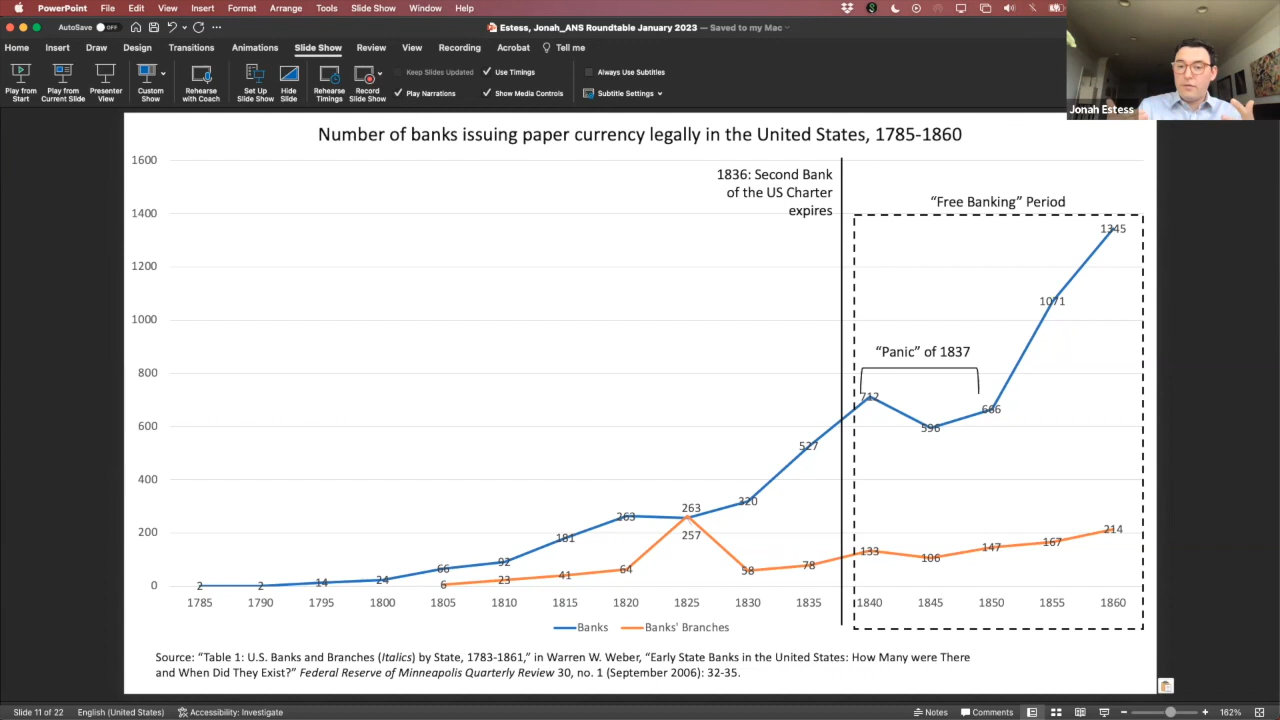 PowerPoint File Edit View Insert Format Arrange Tools Slide Show Window Help
AutoSave OFF
Estess, Jonah_ANS Roundtable January 2023 — Saved to my Mac
Home Insert Draw Design Transitions Animations Slide Show Review View Recording Acrobat Tell me
Play from Start
Play from Current Slide
Presenter View
Custom Show
Rehearse with Coach
Set Up Slide Show
Hide Slide
Rehearse Timings
Record Slide Show
Keep Slides Updated
Use Timings
Play Narrations
Show Media Controls
Always Use Subtitles
Subtitle Settings
Jonah Estess
Number of banks issuing paper currency legally in the United States, 1785-1860
1600
1400
1200
1000
800
600
400
200
0
1836: Second Bank
of the US Charter
expires
“Free Banking” Period
“Panic” of 1837
2 2 14 24 66 92 181 263 263 320 527 712 596 666 1071 1345
6 23 41 64 257 58 78 133 106 147 167 214
1785 1790 1795 1800 1805 1810 1815 1820 1825 1830 1835 1840 1845 1850 1855 1860
Banks Banks' Branches
Source: “Table 1: U.S. Banks and Branches (Italics) by State, 1783-1861,” in Warren W. Weber, “Early State Banks in the United States: How Many were There
and When Did They Exist?” Federal Reserve of Minneapolis Quarterly Review 30, no. 1 (September 2006): 32-35.
Slide 11 of 22 English (United States) Accessibility: Investigate Notes Comments 162%